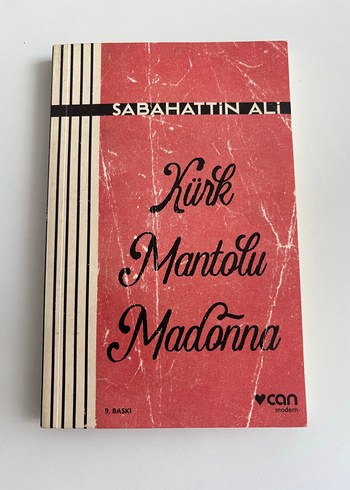 SABAHATTİN ALİ
Kürk
Mantolu
Madonna
9. BASKI
can
modern